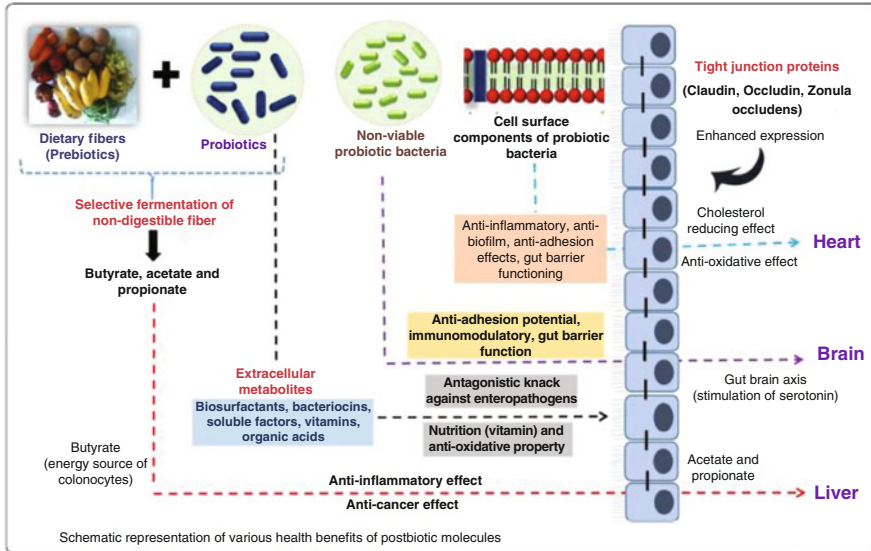 Dietary fibers
(Prebiotics)
Probiotics
Non-viable
probiotic bacteria
Cell surface
components of probiotic
bacteria
Tight junction proteins
(Claudin, Occludin, Zonula
occludens)
Enhanced expression
Selective fermentation of
non-digestible fiber
Butyrate, acetate and
propionate
Anti-inflammatory, anti-
biofilm, anti-adhesion
effects, gut barrier
functioning
Cholesterol
reducing effect
Anti-oxidative effect
Heart
Anti-adhesion potential,
immunomodulatory, gut barrier
function
Brain
Gut brain axis
(stimulation of serotonin)
Extracellular
metabolites
Biosurfactants, bacteriocins,
soluble factors, vitamins,
organic acids
Antagonistic knack
against enteropathogens
Nutrition (vitamin) and
anti-oxidative property
Butyrate
(energy source of
colonocytes)
Anti-inflammatory effect
Anti-cancer effect
Acetate and
propionate
Liver
Schematic representation of various health benefits of postbiotic molecules